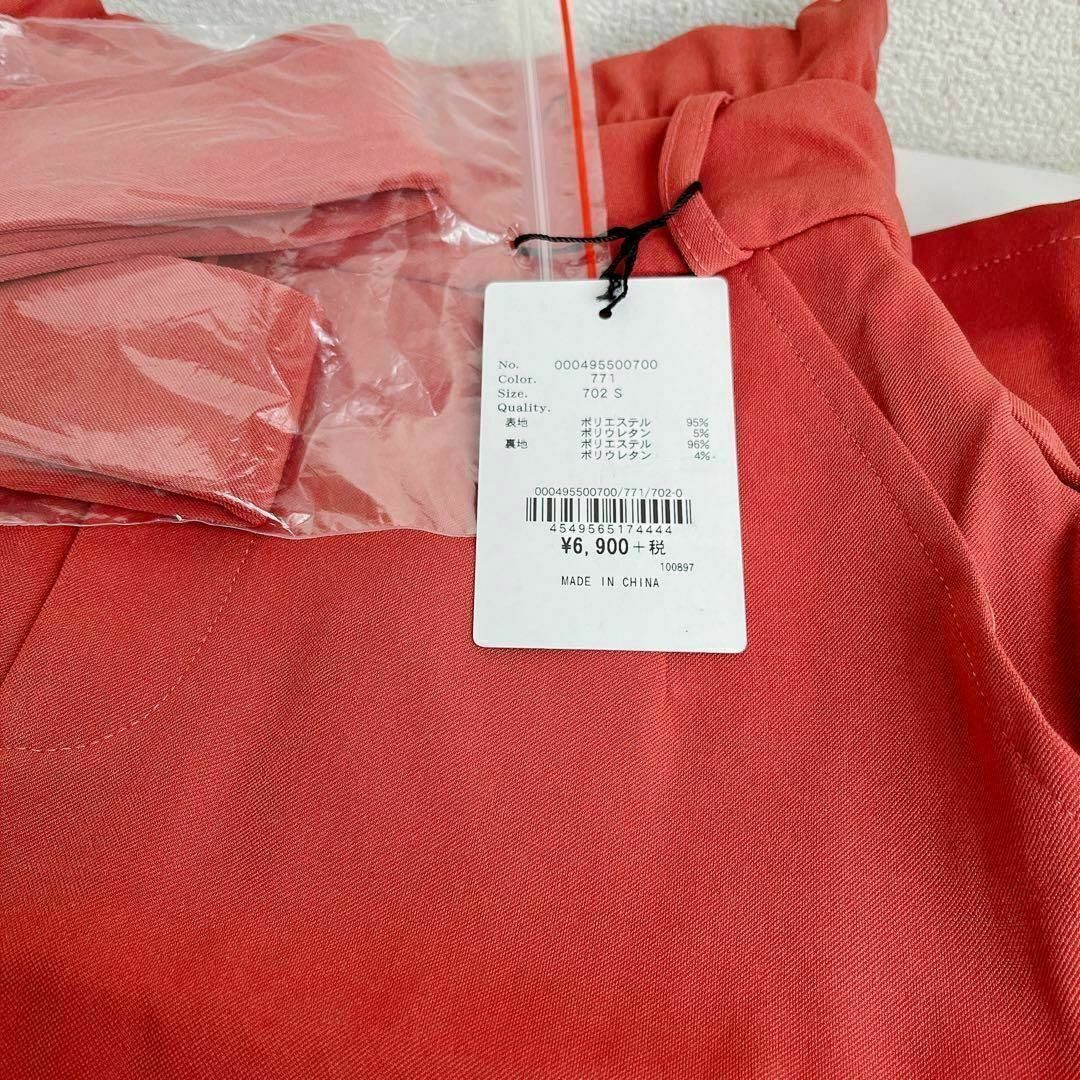 No. 000495500700
Color. 771
Size. 702 S
Quality.
表地 ポリエステル 95%
ポリウレタン 5%
裏地 ポリエステル 96%
ポリウレタン 4%
000495500700/771/702-0
4549565174444
¥6,900+税
100897
MADE IN CHINA